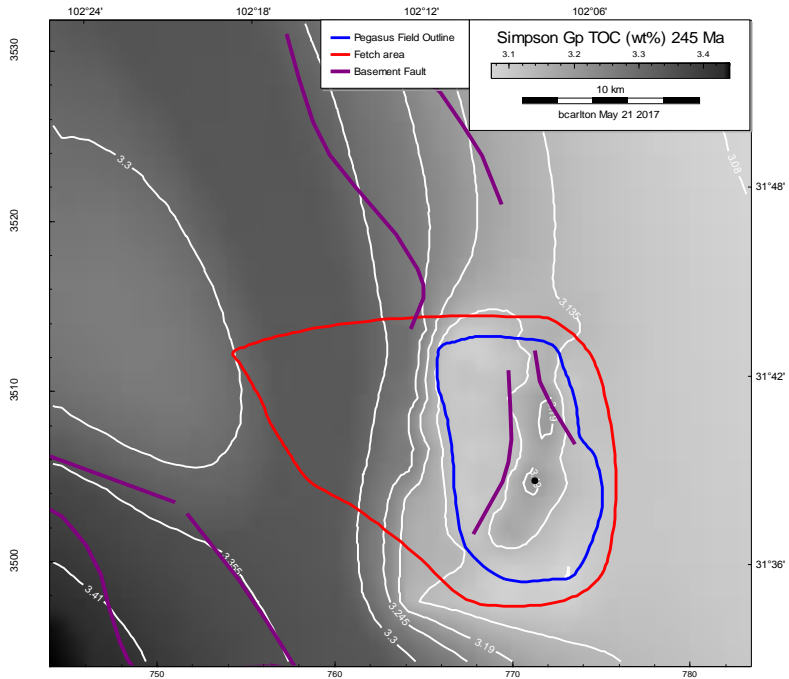 102°24' 102°18' 102°12' 102°06'
Pegasus Field Outline
Fetch area
Basement Fault
Simpson Gp TOC (wt%) 245 Ma
3.1 3.2 3.3 3.4
10 km
bcarlton May 21 2017
3530
3520
3510
3500
31°48'
31°42'
31°36'
3.3
3.08
3.135
3.19
3.355
3.41
3.245
3.3
3.19
750 760 770 780